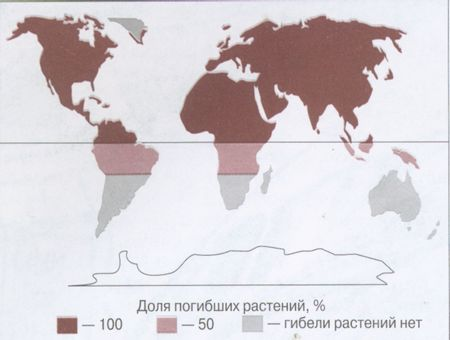 Доля погибших растений, %
— 100 — 50 — гибели растений нет